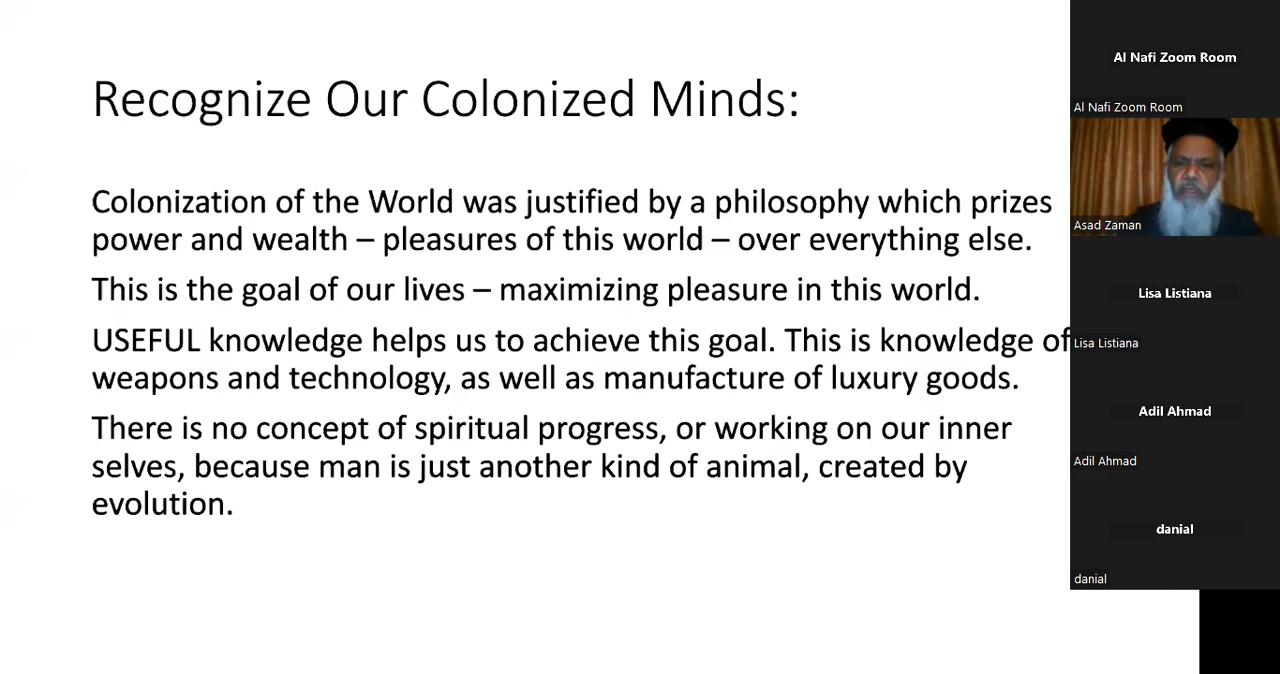 Recognize Our Colonized Minds:
Colonization of the World was justified by a philosophy which prizes
power and wealth – pleasures of this world – over everything else.
This is the goal of our lives – maximizing pleasure in this world.
USEFUL knowledge helps us to achieve this goal. This is knowledge of
weapons and technology, as well as manufacture of luxury goods.
There is no concept of spiritual progress, or working on our inner
selves, because man is just another kind of animal, created by
evolution.
Al Nafi Zoom Room
Al Nafi Zoom Room
Asad Zaman
Lisa Listiana
Lisa Listiana
Adil Ahmad
Adil Ahmad
danial
danial